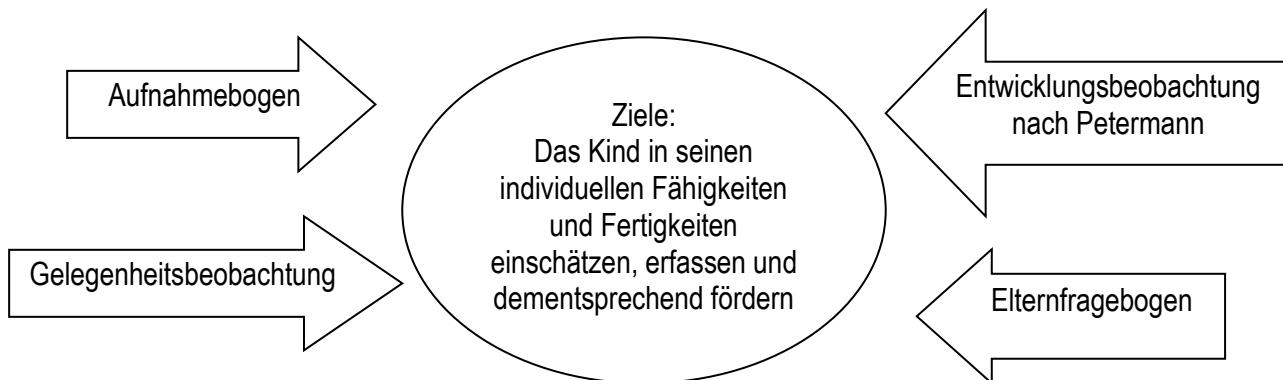 Aufnahmebogen
Gelegenheitsbeobachtung
Ziele:
Das Kind in seinen
individuellen Fähigkeiten
und Fertigkeiten
einschätzen, erfassen und
dementsprechend fördern
Entwicklungsbeobachtung
nach Petermann
Elternfragebogen